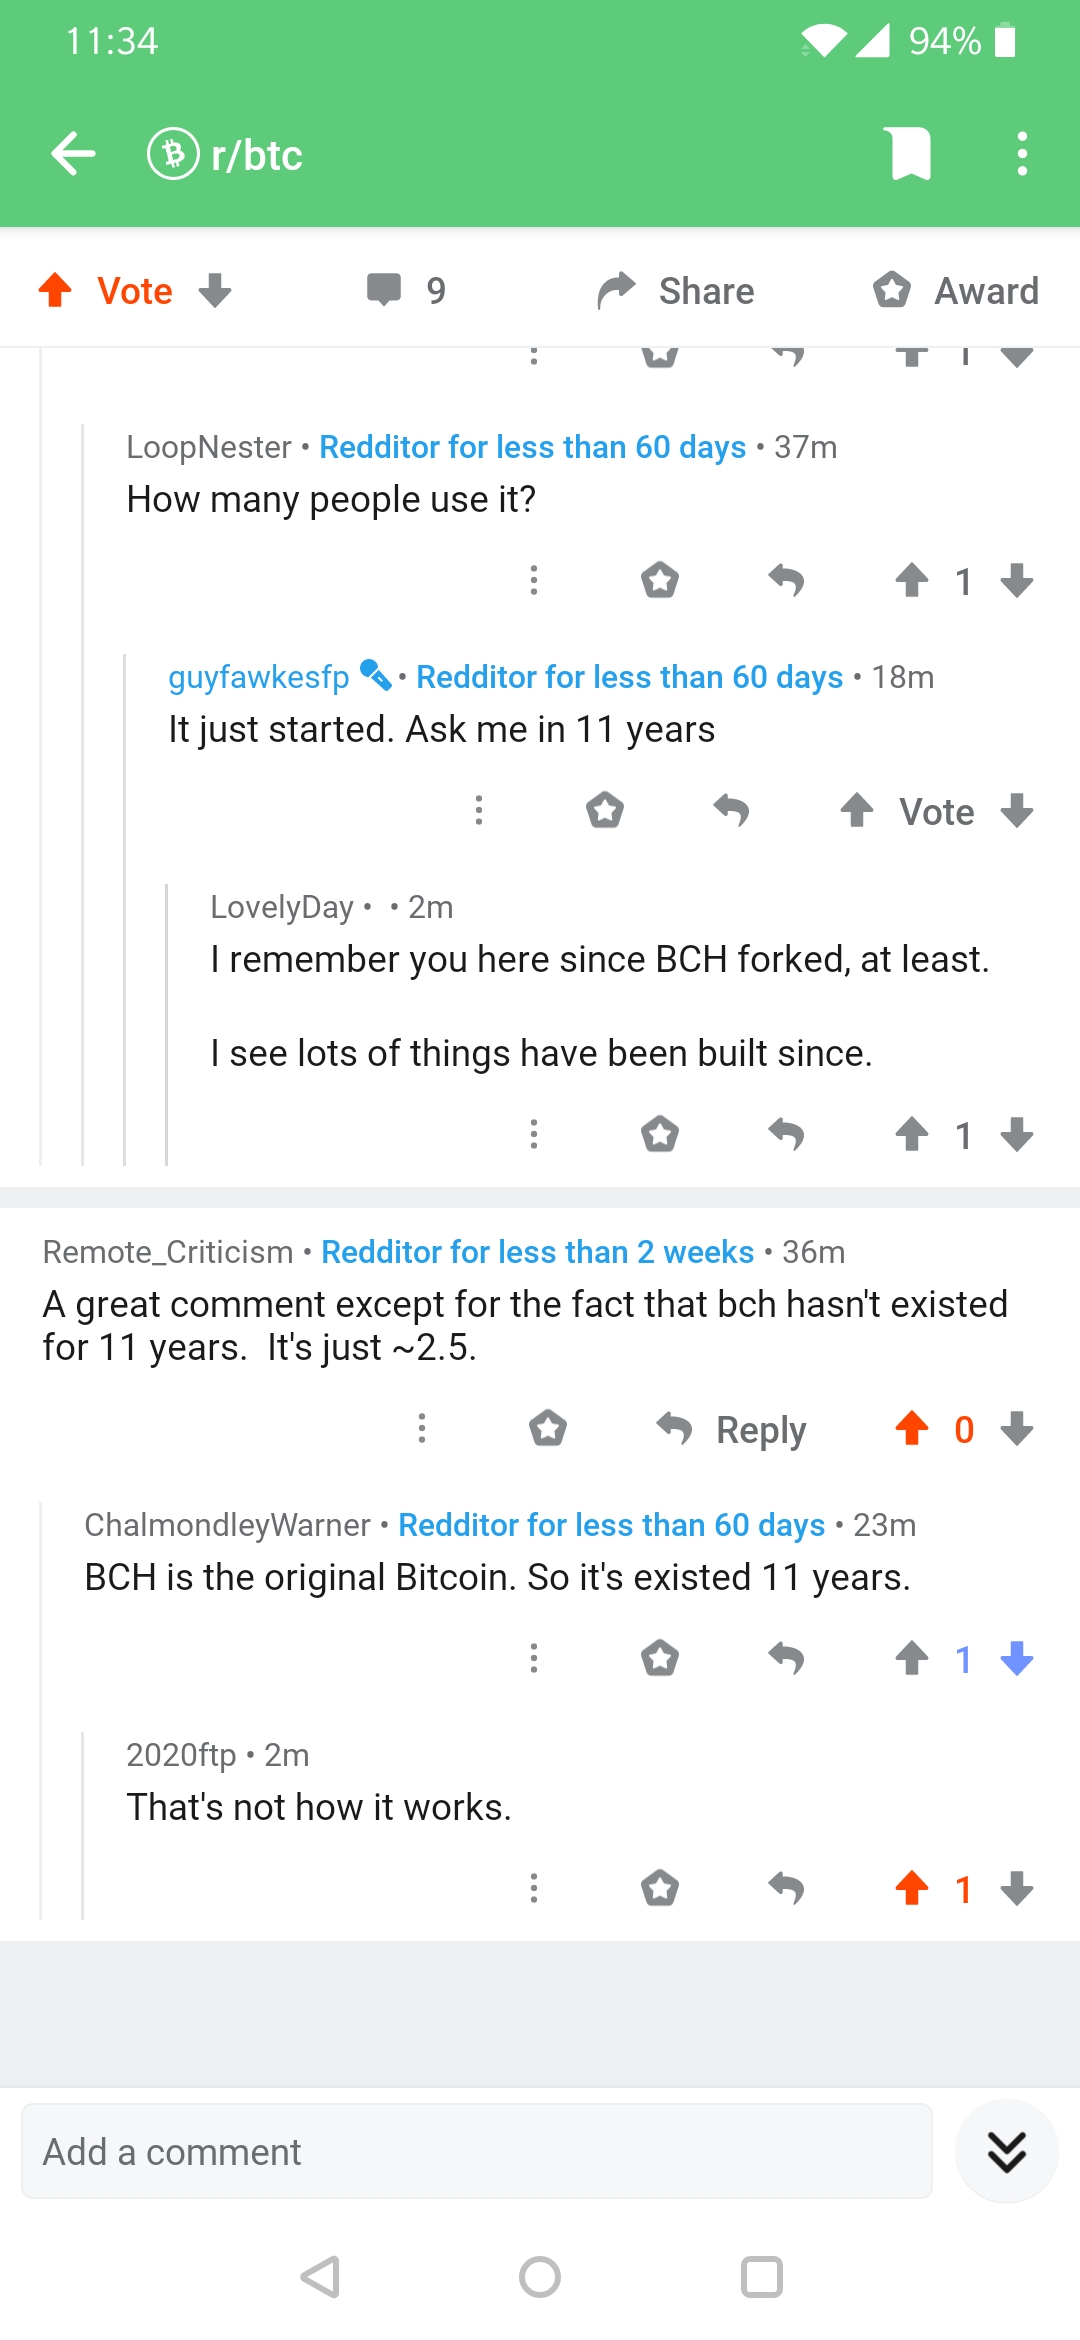 11:34
94%
r/btc
Vote
9
Share
Award
1
LoopNester • Redditor for less than 60 days • 37m
How many people use it?
1
guyfawkesfp • Redditor for less than 60 days • 18m
It just started. Ask me in 11 years
Vote
LovelyDay • • 2m
I remember you here since BCH forked, at least.
I see lots of things have been built since.
1
Remote_Criticism • Redditor for less than 2 weeks • 36m
A great comment except for the fact that bch hasn't existed
for 11 years.  It's just ~2.5.
Reply
0
ChalmondleyWarner • Redditor for less than 60 days • 23m
BCH is the original Bitcoin. So it's existed 11 years.
1
2020ftp • 2m
That's not how it works.
1
Add a comment